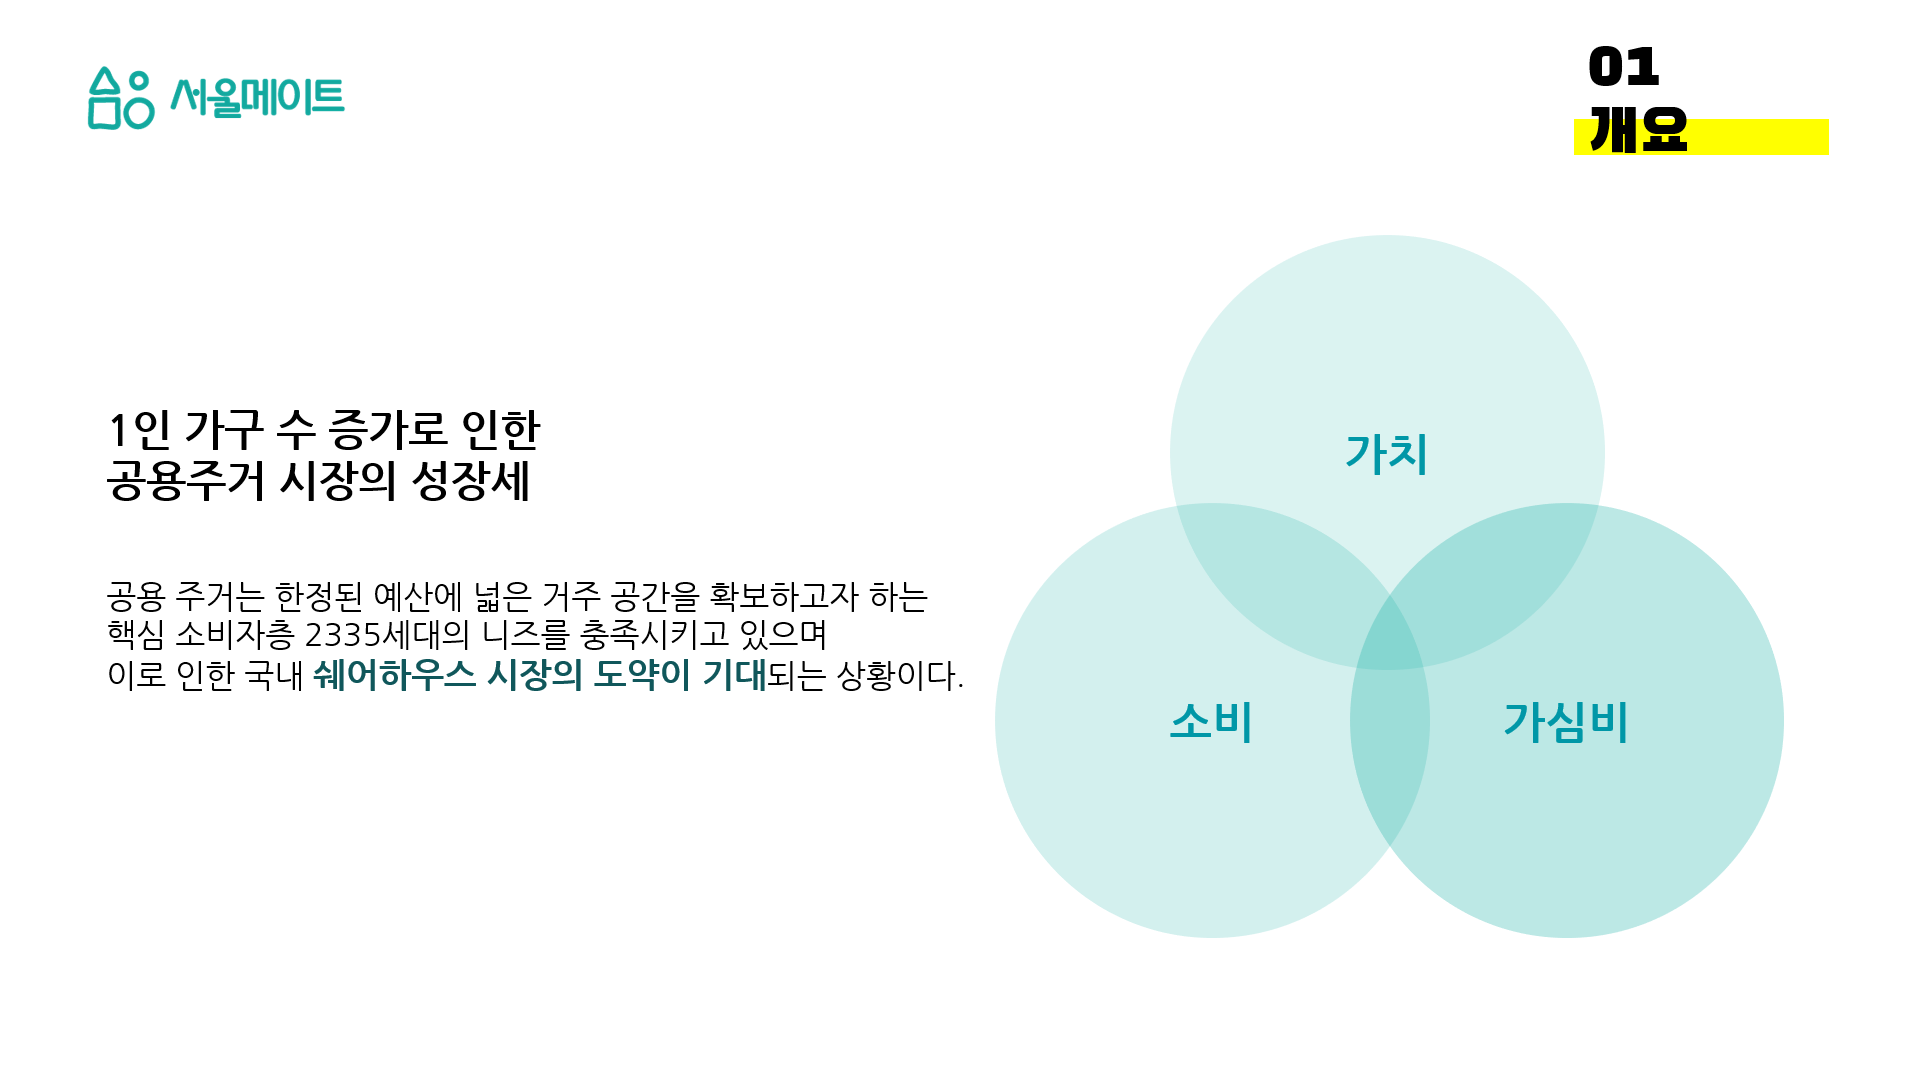 서울메이트
01
개요
1인 가구 수 증가로 인한
공용주거 시장의 성장세
공용 주거는 한정된 예산에 넓은 거주 공간을 확보하고자 하는
핵심 소비자층 2335세대의 니즈를 충족시키고 있으며
이로 인한 국내 쉐어하우스 시장의 도약이 기대되는 상황이다.
가치
소비
가심비